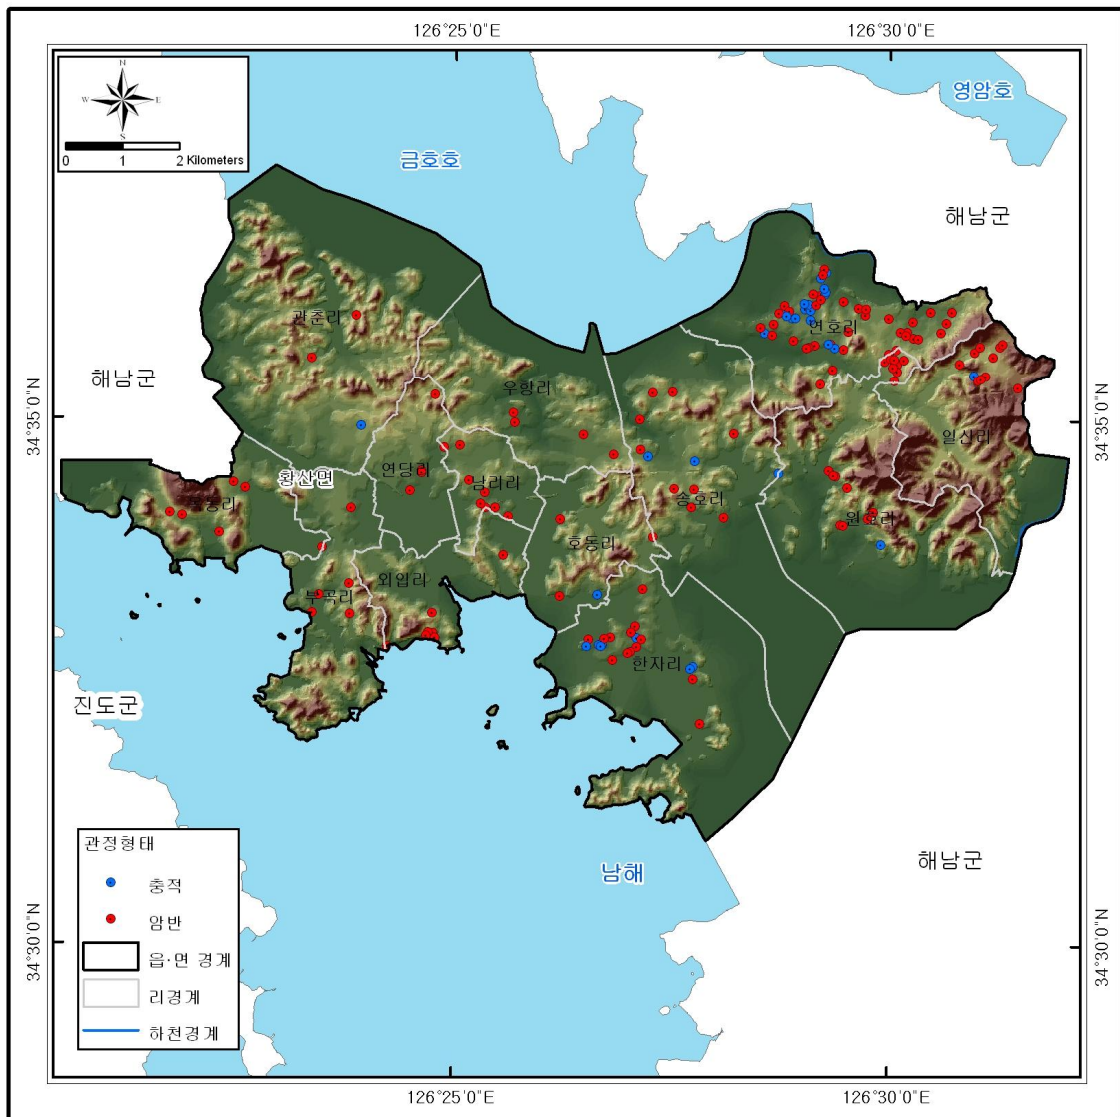 126°25'0"E
126°30'0"E
N
W
E
S
0 1 2 Kilometers
영암호
금호호
해남군
관춘리
연호리
해남군
우항리
34°35'0"N
34°35'0"N
일신리
연당리
황산면
남리리
송호리
원호리
호동리
외입리
부곡리
한자리
진도군
관정형태
충적
암반
읍·면 경계
리경계
하천경계
남해
해남군
34°30'0"N
34°30'0"N
126°25'0"E
126°30'0"E